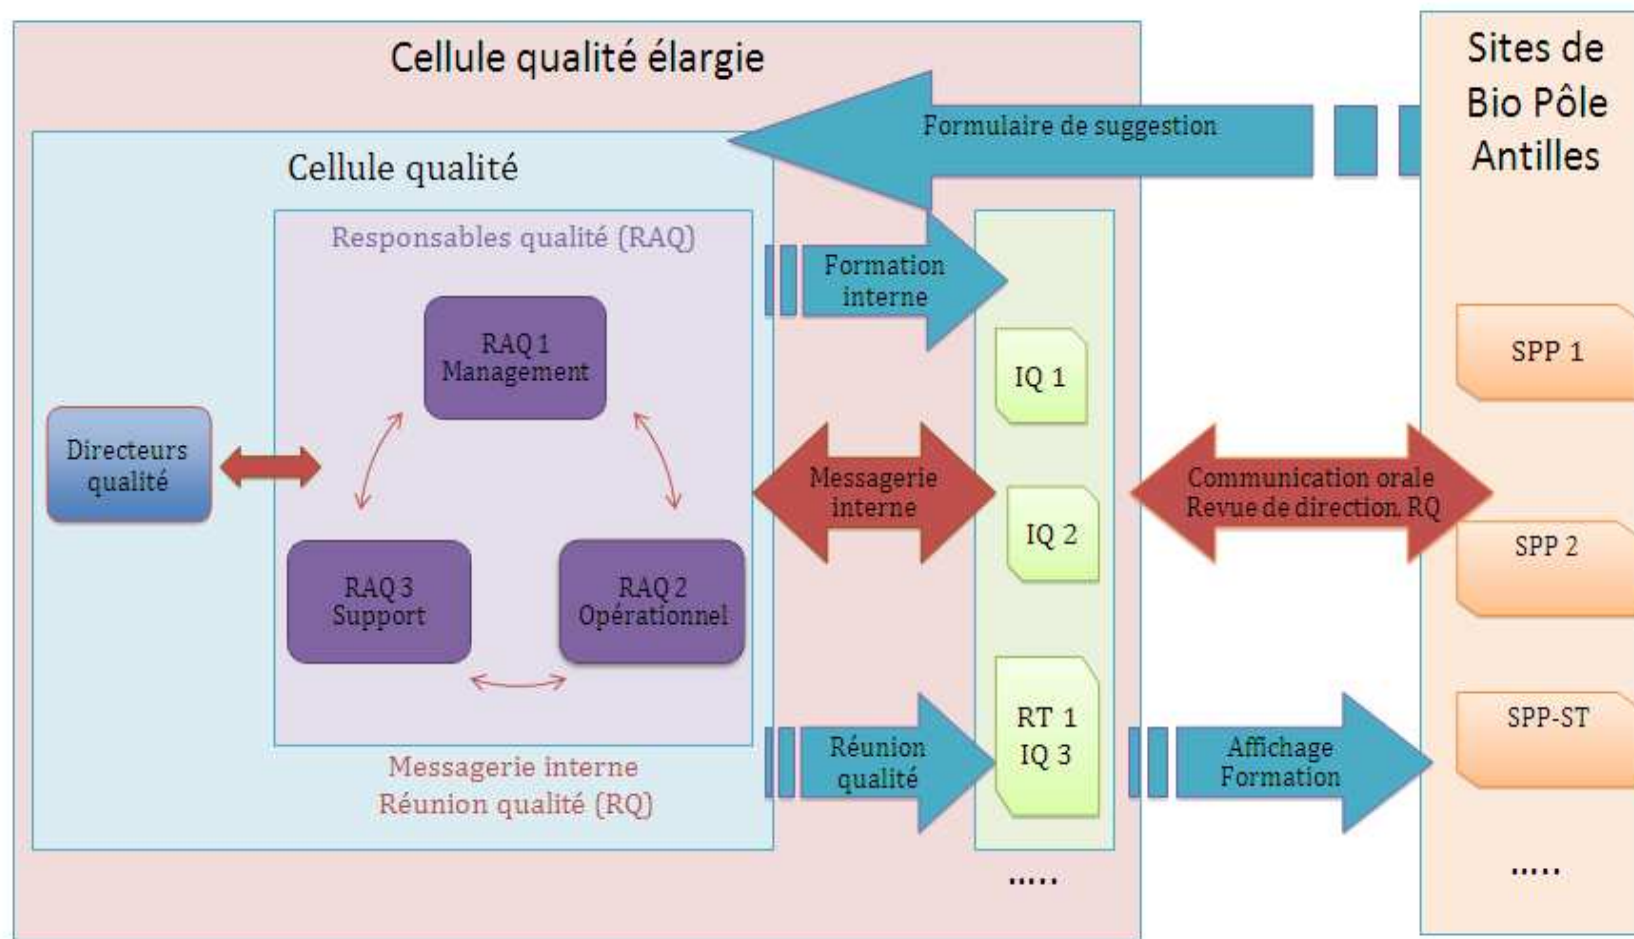 Cellule qualité élargie
Sites de
Bio Pôle
Antilles
Formulaire de suggestion
Cellule qualité
Responsables qualité (RAQ)
Formation
interne
RAQ 1
Management
IQ 1
SPP 1
Directeurs
qualité
Messagerie
interne
Communication orale
Revue de direction RQ
IQ 2
SPP 2
RAQ 3
Support
RAQ 2
Opérationnel
RT 1
IQ 3
SPP-ST
Réunion
qualité
Affichage
Formation
Messagerie interne
Réunion qualité (RQ)
.....
.....